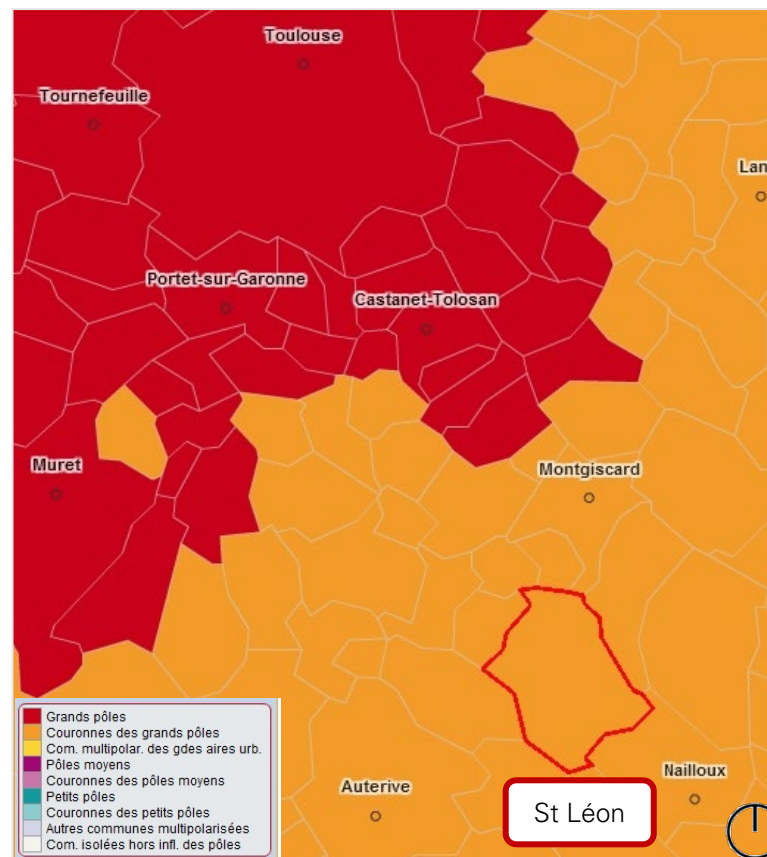 Toulouse
Tournefeuille
Lan
Portet-sur-Garonne
Castanet-Tolosan
Muret
Montgiscard
Nailloux
Auterive
St Léon
Grands pôles
Couronnes des grands pôles
Com. multipolar. des gdes aires urb.
Pôles moyens
Couronnes des pôles moyens
Petits pôles
Couronnes des petits pôles
Autres communes multipolarisées
Com. isolées hors infl. des pôles